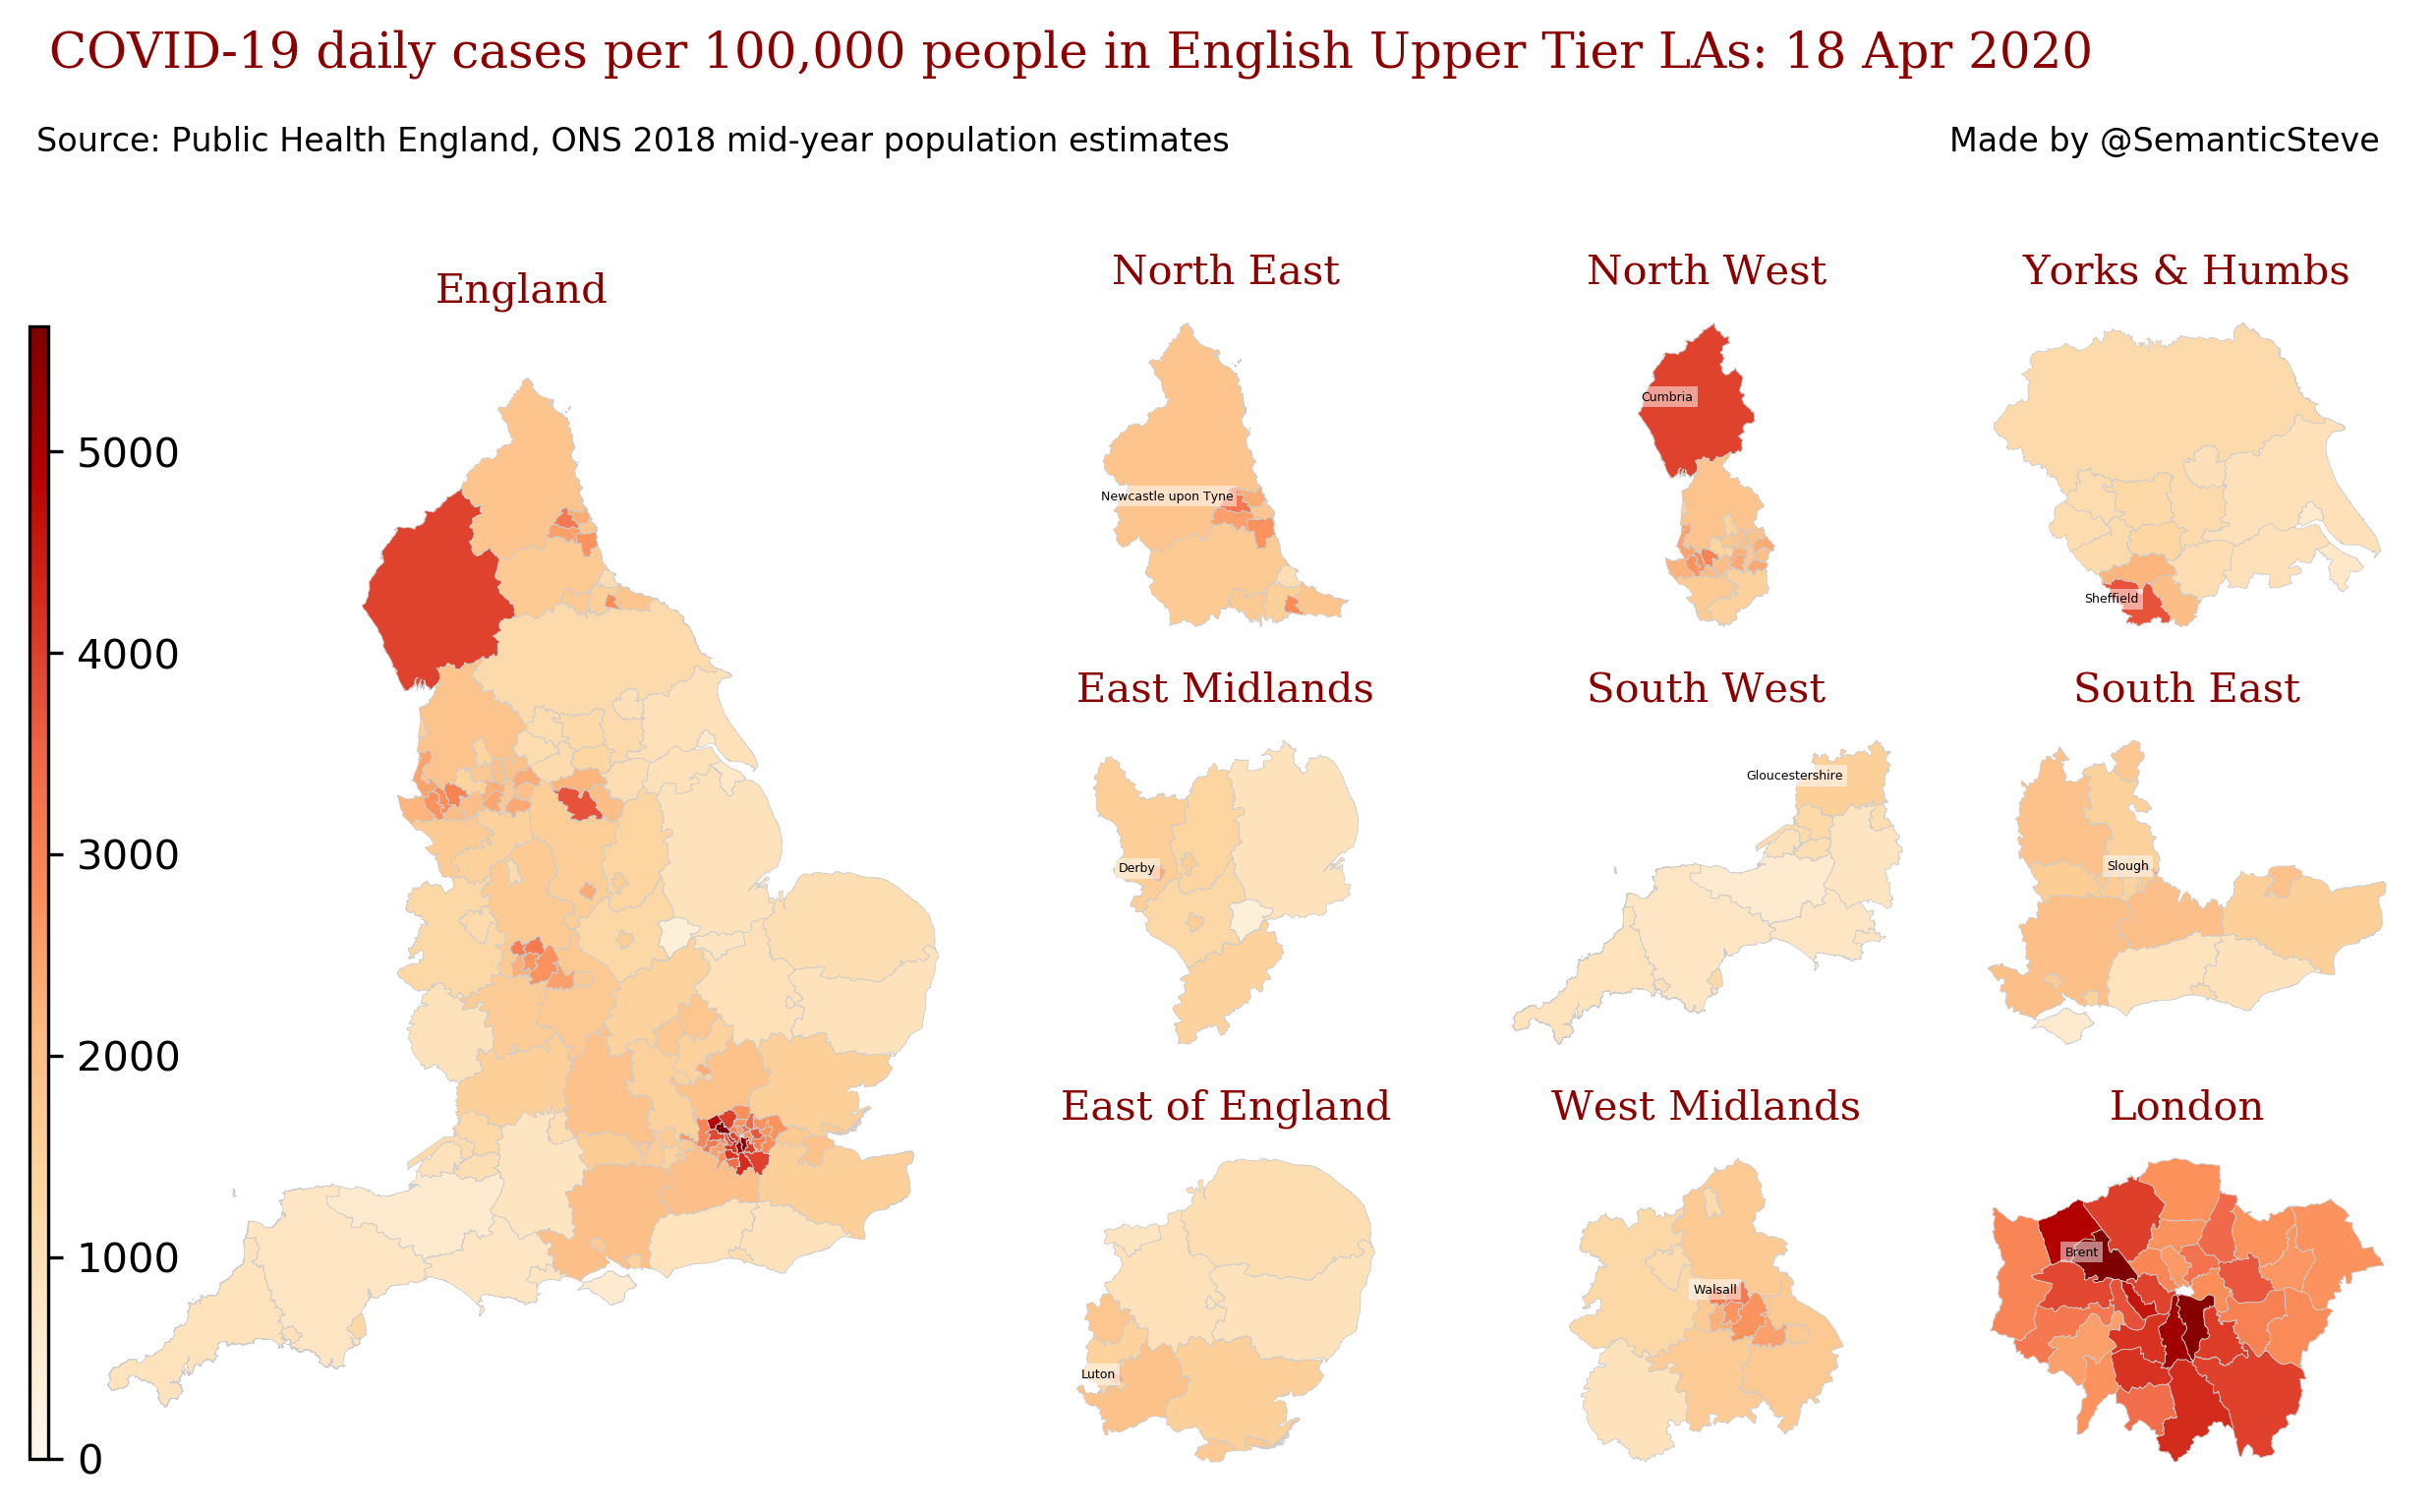 COVID-19 daily cases per 100,000 people in English Upper Tier LAs: 18 Apr 2020
Source: Public Health England, ONS 2018 mid-year population estimates
Made by @SemanticSteve
England
5000
4000
3000
2000
1000
0
North East
Newcastle upon Tyne
North West
Cumbria
Yorks & Humbs
Sheffield
East Midlands
Derby
South West
Gloucestershire
South East
Slough
East of England
Luton
West Midlands
Walsall
London
Brent